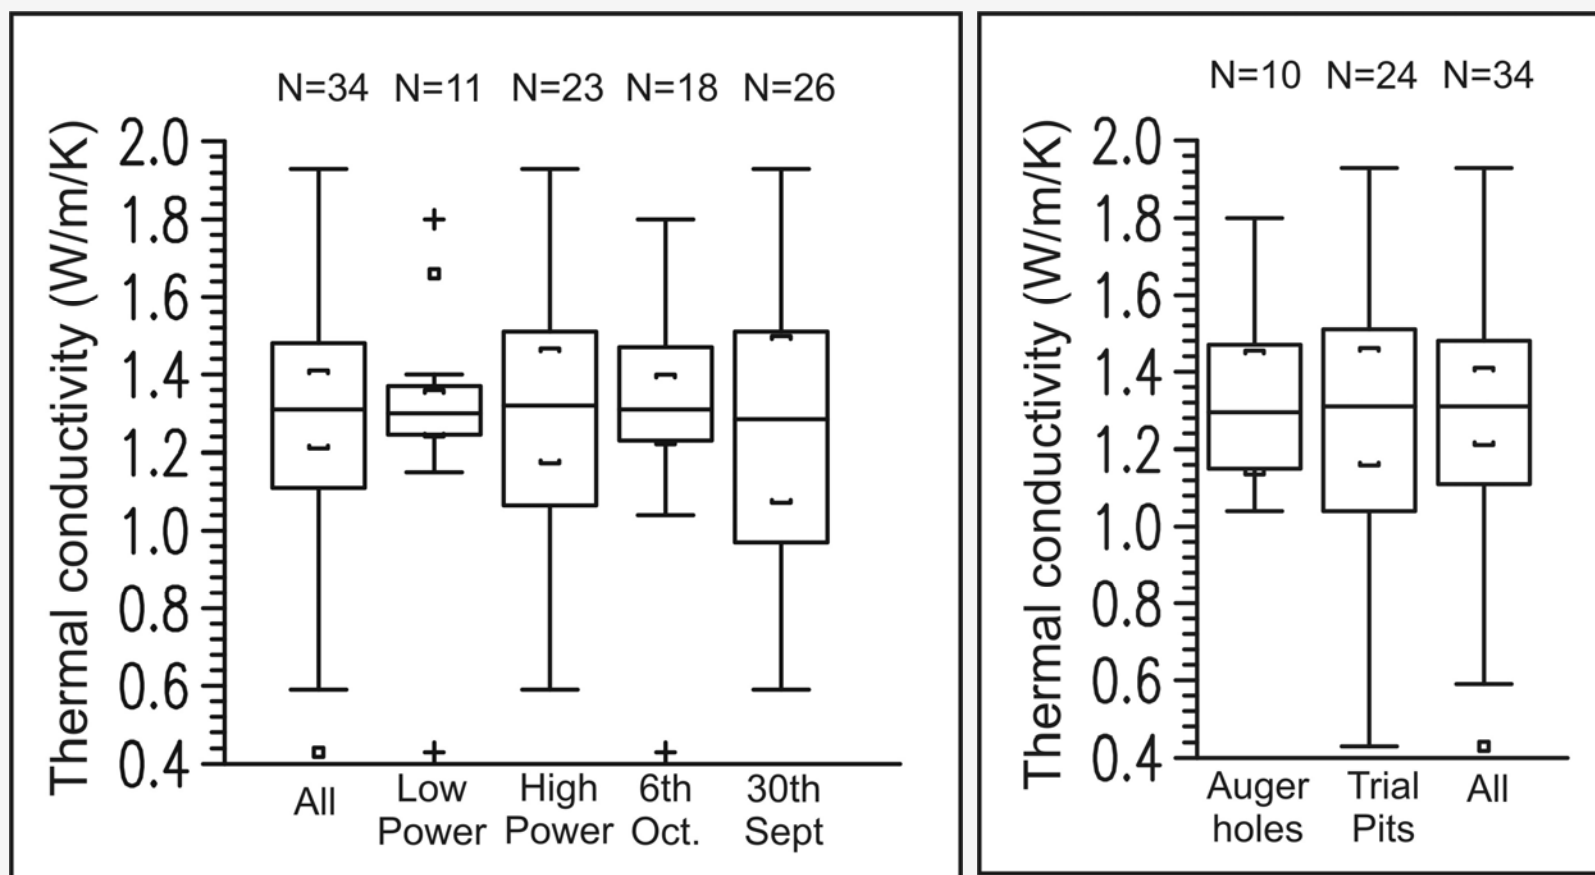 N=34 N=11 N=23 N=18 N=26
Thermal conductivity (W/m/K)
2.0
1.8
1.6
1.4
1.2
1.0
0.8
0.6
0.4
All
Low Power
High Power
6th Oct.
30th Sept
N=10 N=24 N=34
Thermal conductivity (W/m/K)
2.0
1.8
1.6
1.4
1.2
1.0
0.8
0.6
0.4
Auger holes
Trial Pits
All